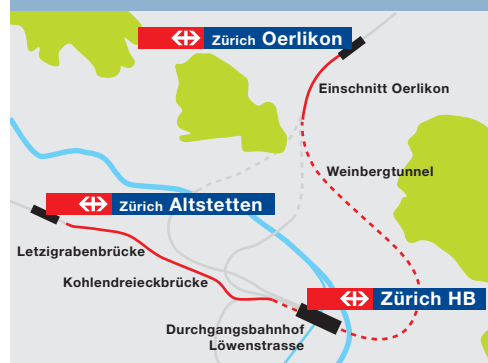 Zürich Oerlikon
Einschnitt Oerlikon
Weinbergtunnel
Zürich Altstetten
Letzigrabenbrücke
Kohlendreieckbrücke
Zürich HB
Durchgangsbahnhof
Löwenstrasse